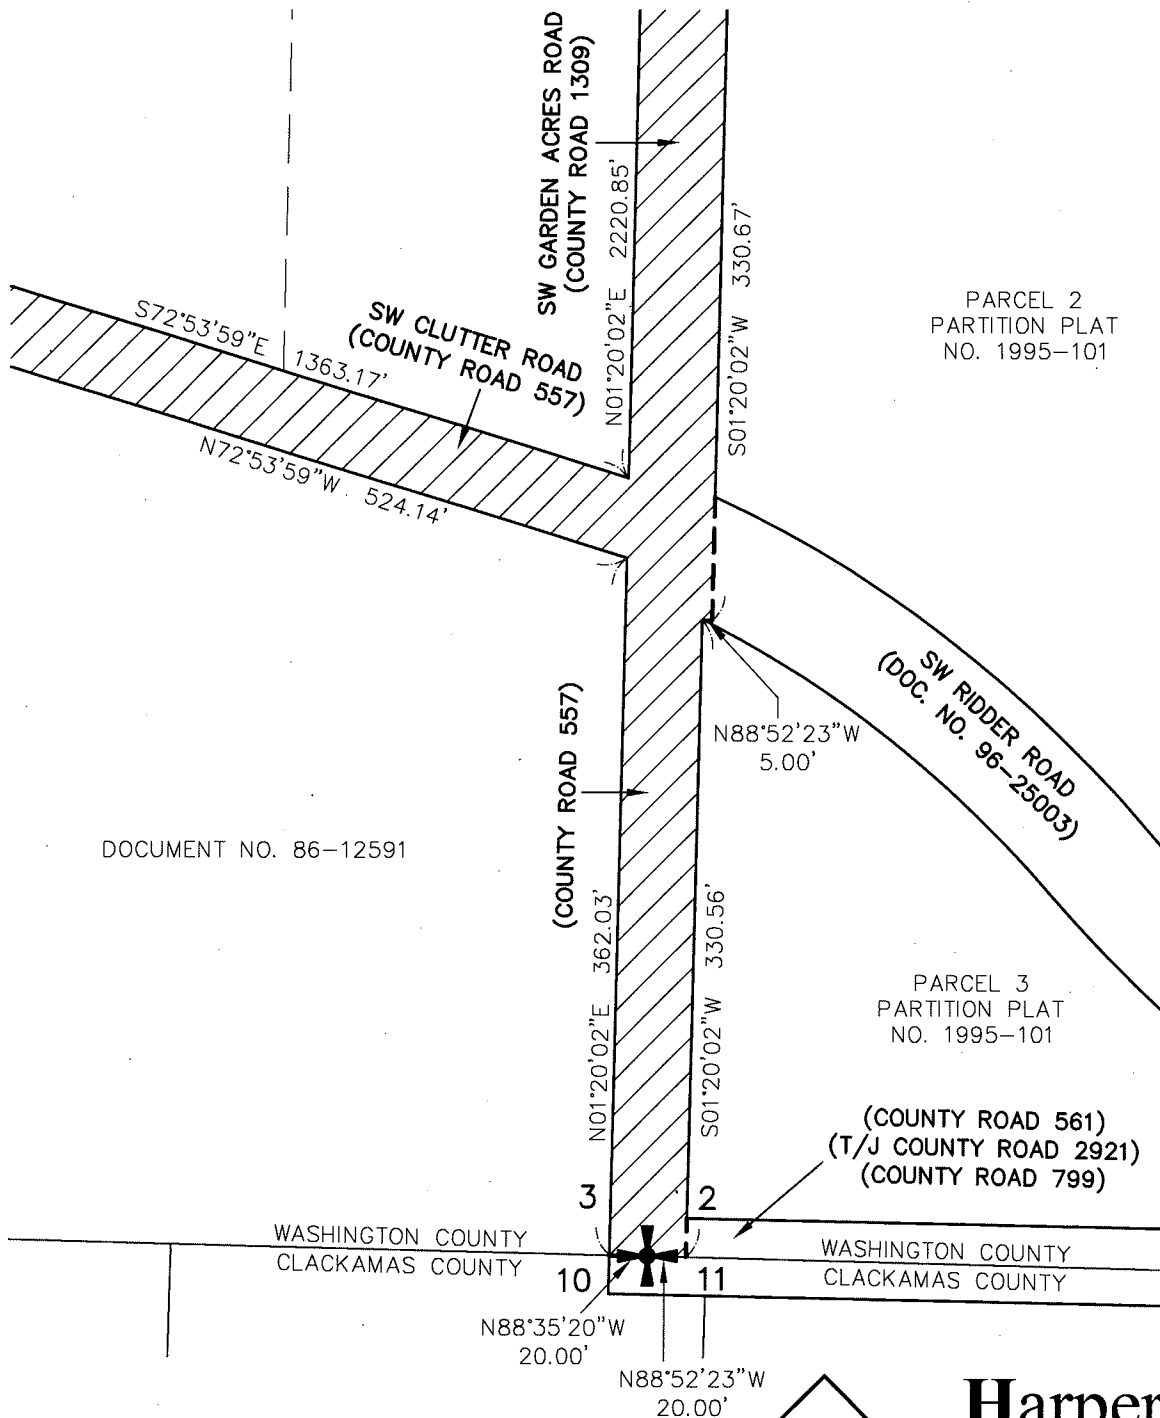 SW GARDEN ACRES ROAD
(COUNTY ROAD 1309)
N01°20'02"E 2220.85'
S01°20'02"W 330.67'
PARCEL 2
PARTITION PLAT
NO. 1995-101
S72°53'59"E 1363.17'
SW CLUTTER ROAD
(COUNTY ROAD 557)
N72°53'59"W 524.14'
SW RIDDER ROAD
(DOC. NO. 96-25003)
N88°52'23"W
5.00'
(COUNTY ROAD 557)
DOCUMENT NO. 86-12591
N01°20'02"E 362.03'
S01°20'02"W 330.56'
PARCEL 3
PARTITION PLAT
NO. 1995-101
(COUNTY ROAD 561)
(T/J COUNTY ROAD 2921)
(COUNTY ROAD 799)
3 2
WASHINGTON COUNTY
CLACKAMAS COUNTY
WASHINGTON COUNTY
CLACKAMAS COUNTY
10 11
N88°35'20"W
20.00'
N88°52'23"W
20.00'
Harper